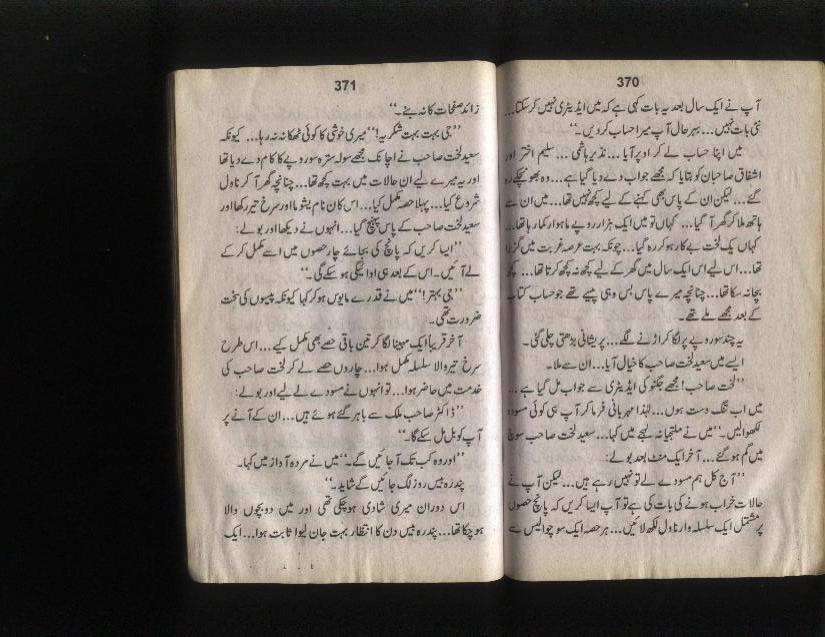 370
آپ نے ایک سال بعد یہ بات کہی ہے کہ میں ایڈیٹری نہیں کر سکتا...
نئی بات نہیں... بہرحال آپ میرا حساب کر دیں۔‘‘
میں اپنا حساب لے کر اوپر آیا... نذیر ہاشمی... سلیم اختر اور
اشفاق صاحبان کو بتایا کہ مجھے جواب دے دیا گیا ہے... وہ بھونچکے رہ
گئے... لیکن ان کے پاس بھی کہنے کے لیے کچھ نہیں تھا... میں ان سے
ہاتھ ملا کر گھر آ گیا... کہاں تو میں ایک ہزار روپے ماہوار کما رہا تھا...
کہاں یک لخت بے کار ہو کر رہ گیا... چونکہ بہت عرصہ غربت میں گزرا
تھا... اس لیے اس ایک سال میں گھر کے لیے کچھ نہ کچھ کرتا تھا... کچھ
بچا نہ سکا تھا... چنانچہ میرے پاس بس وہی پیسے تھے جو حساب کتاب
کے بعد مجھے ملے تھے۔
یہ چند سو روپے پر لگا کر اڑنے لگے... پریشانی بڑھتی چلی گئی۔
ایسے میں سعید لخت صاحب کا خیال آیا... ان سے ملا۔
’’لخت صاحب! مجھے جگنو کی ایڈیٹری سے جواب مل گیا ہے...
میں اب تنگ دست ہوں... لہٰذا مہربانی فرما کر آپ ہی کوئی مسودہ
لکھوا لیں۔‘‘ میں نے ملتجیانہ لہجے میں کہا... سعید لخت صاحب سوچ
میں گم ہو گئے... آخر ایک منٹ بعد بولے:
’’آج کل ہم مسودے لے تو نہیں رہے ہیں... لیکن آپ نے
حالات خراب ہونے کی بات کی ہے تو آپ ایسا کریں کہ پانچ حصوں
پر مشتمل ایک سلسلہ وار ناول لکھ لائیں... ہر حصہ ایک سو چوالیس سے
371
زائد صفحات کا نہ بنے۔‘‘
’’جی بہت بہت شکریہ!‘‘ میری خوشی کا کوئی ٹھکانا نہ رہا... کیونکہ
سعید لخت صاحب نے اچانک مجھے سولہ سترہ سو روپے کا کام دے دیا تھا
اور یہ میرے لیے ان حالات میں بہت کچھ تھا... چنانچہ گھر آ کر ناول
شروع کیا... پہلا حصہ مکمل کیا... اس کا نام یشوما اور سرخ تیر رکھا اور
سعید لخت صاحب کے پاس پہنچ گیا... انہوں نے دیکھا اور بولے:
’’ایسا کریں کہ پانچ کی بجائے چار حصوں میں اسے مکمل کر کے
لے آئیں۔ اس کے بعد ہی ادائیگی ہو سکے گی۔‘‘
’’جی بہتر!‘‘ میں نے قدرے مایوس ہو کر کہا کیونکہ پیسوں کی سخت
ضرورت تھی۔
آخر قریباً ایک مہینا لگا کر تین باقی حصے بھی مکمل کیے... اس طرح
سرخ تیر والا سلسلہ مکمل ہوا... چاروں حصے لے کر لخت صاحب کی
خدمت میں حاضر ہوا... تو انہوں نے مسودے لے لیے اور بولے:
’’ڈاکٹر صاحب ملک سے باہر گئے ہوئے ہیں... ان کے آنے پر
آپ کو بل مل سکے گا۔‘‘
’’اور وہ کب تک آ جائیں گے۔‘‘ میں نے مردہ آواز میں کہا۔
پندرہ بیس روز لگ جائیں گے شاید۔‘‘
اس دوران میری شادی ہو چکی تھی اور میں دو بچوں والا
ہو چکا تھا... پندرہ بیس دن کا انتظار بہت جان لیوا ثابت ہوا... ایک